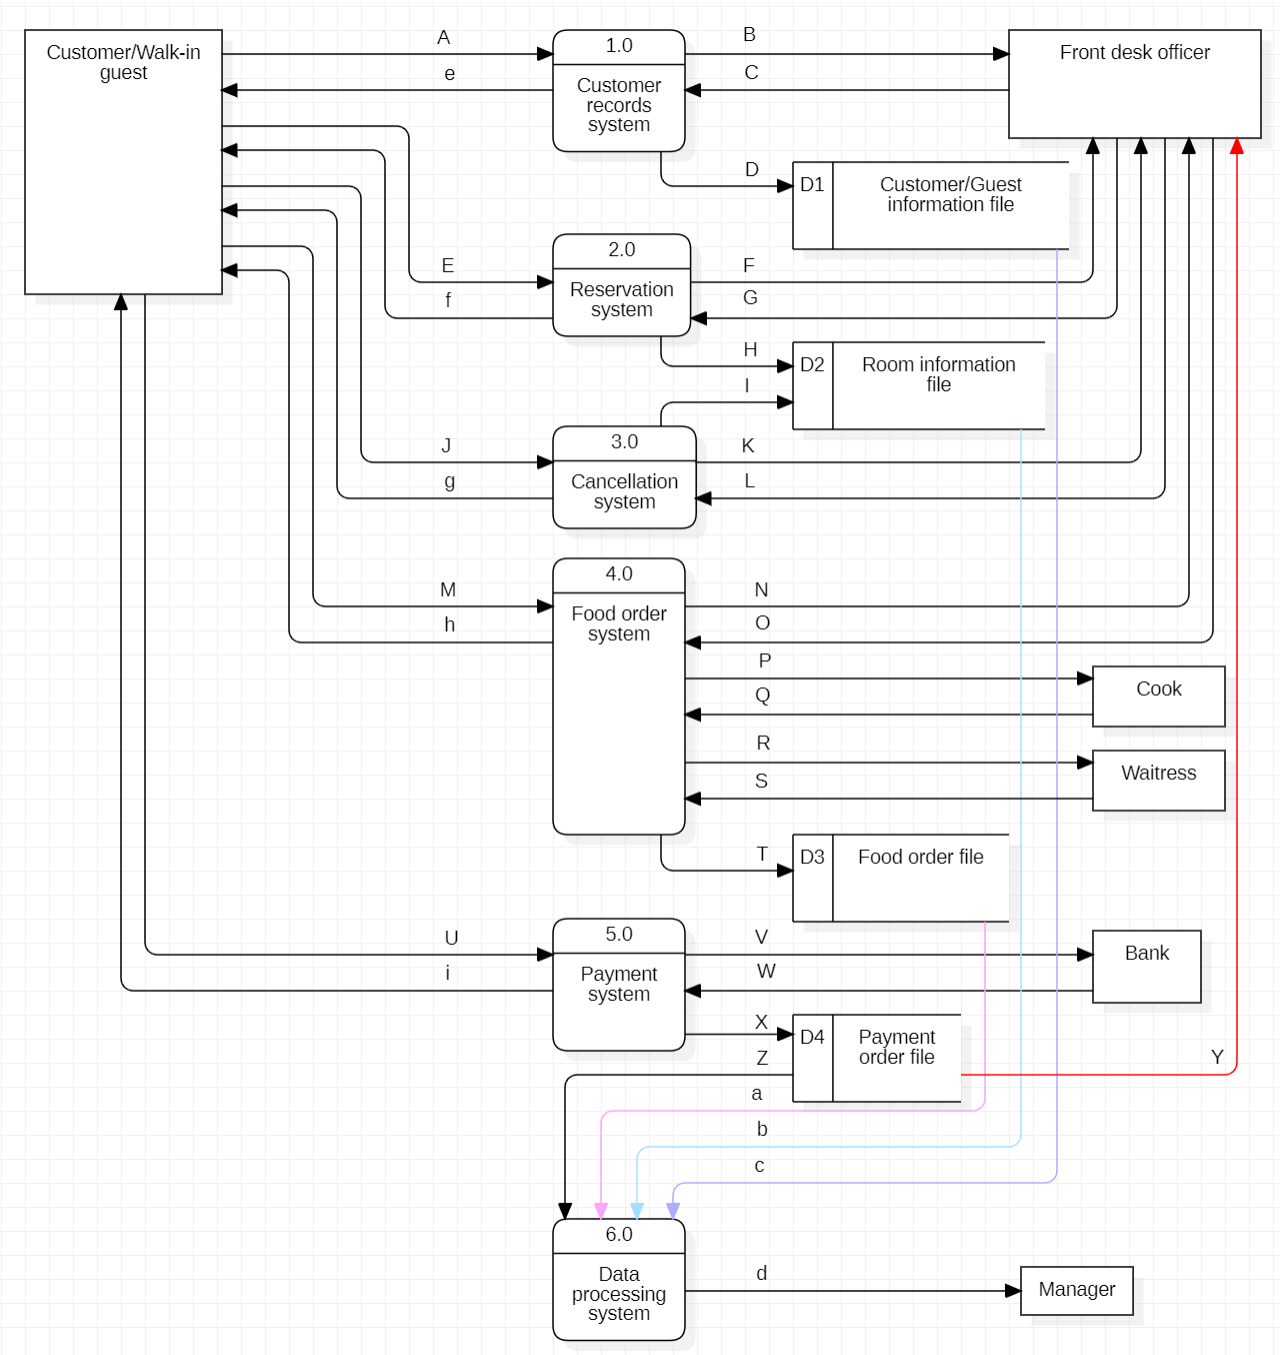 Customer/Walk-in
guest
A
e
1.0
Customer
records
system
B
C
Front desk officer
D
D1
Customer/Guest
information file
E
f
2.0
Reservation
system
F
G
H
I
D2
Room information
file
J
g
3.0
Cancellation
system
K
L
M
h
4.0
Food order
system
N
O
P
Q
Cook
R
S
Waitress
T
D3
Food order file
U
i
5.0
Payment
system
V
W
Bank
X
Z
D4
Payment
order file
Y
a
b
c
6.0
Data
processing
system
d
Manager